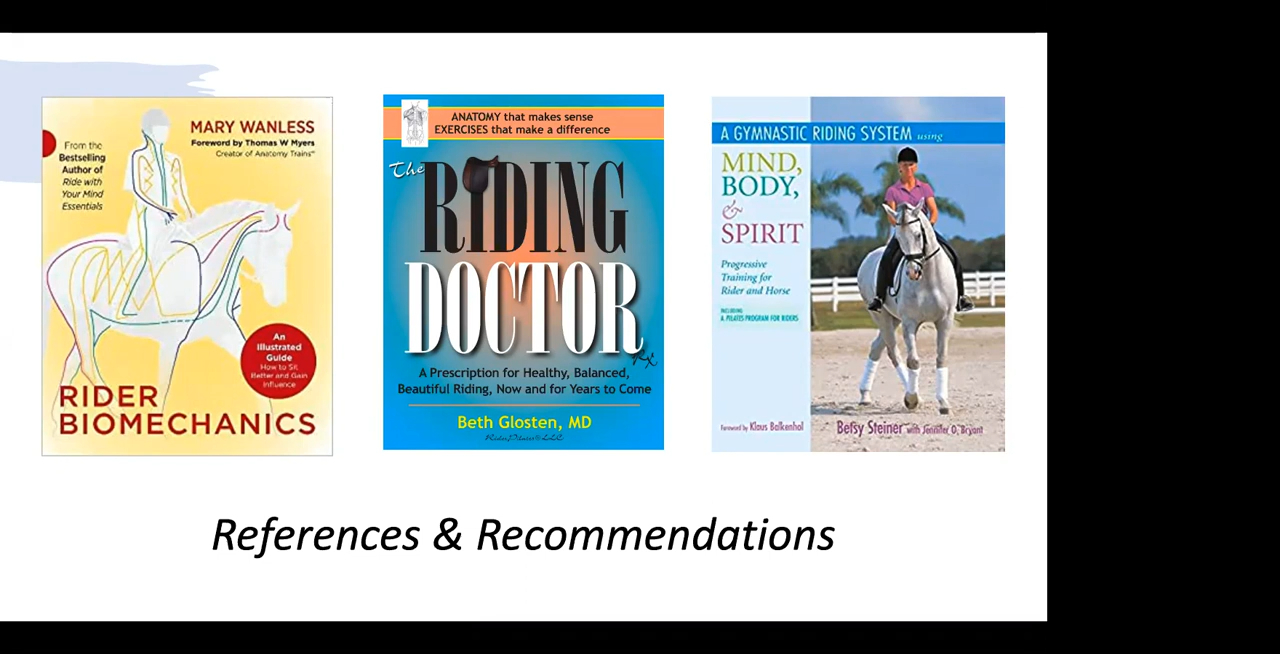 From the
Bestselling
Author of
Ride with
Your Mind
Essentials
MARY WANLESS
Foreword by Thomas W Myers
Creator of Anatomy Trains™
An
Illustrated
Guide
How to Sit
Better and Gain
Influence
RIDER
BIOMECHANICS
ANATOMY that makes sense
EXERCISES that make a difference
The
RIDING
DOCTOR
Rx
A Prescription for Healthy, Balanced,
Beautiful Riding, Now and for Years to Come
Beth Glosten, MD
RiderPilates® LLC
A GYMNASTIC RIDING SYSTEM using
MIND,
BODY,
&
SPIRIT
Progressive
Training for
Rider and Horse
INCLUDING
A PILATES PROGRAM FOR RIDERS
Foreword by Klaus Balkenhol
Betsy Steiner with Jennifer O. Bryant
References & Recommendations